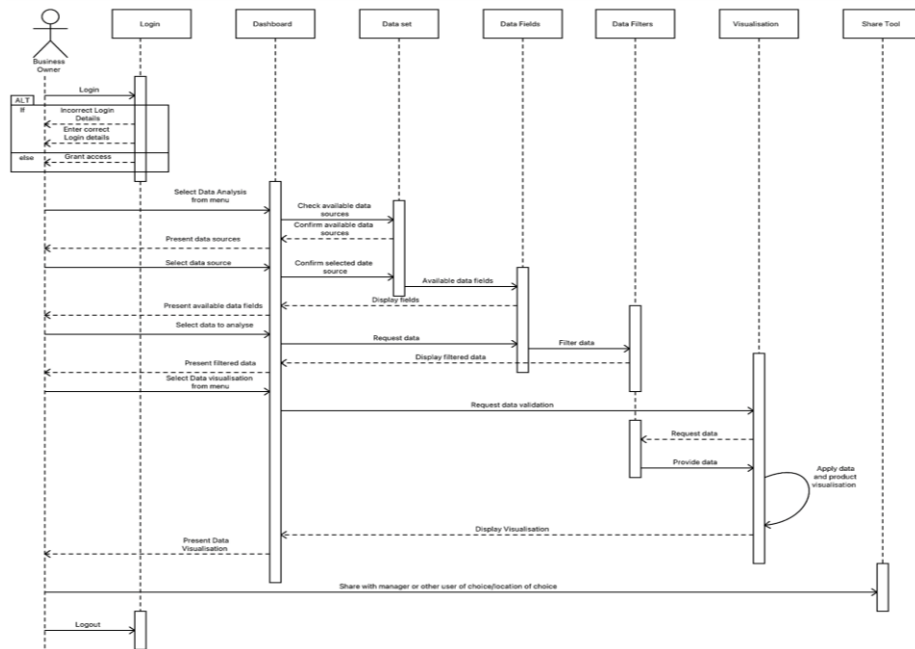 Login
Dashboard
Data set
Data Fields
Data Filters
Visualisation
Share Tool
Business
Owner
Login
ALT
If
Incorrect Login
Details
Enter correct
Login details
else
Grant access
Select Data Analysis
from menu
Check available data
sources
Confirm available data
sources
Present data sources
Select data source
Confirm selected date
source
Available data fields
Display fields
Present available data fields
Select data to analyse
Request data
Filter data
Display filtered data
Present filtered data
Select Data visualisation
from menu
Request data validation
Request data
Provide data
Apply data
and product
visualisation
Display Visualisation
Present Data
Visualisation
Share with manager or other user of choice/location of choice
Logout